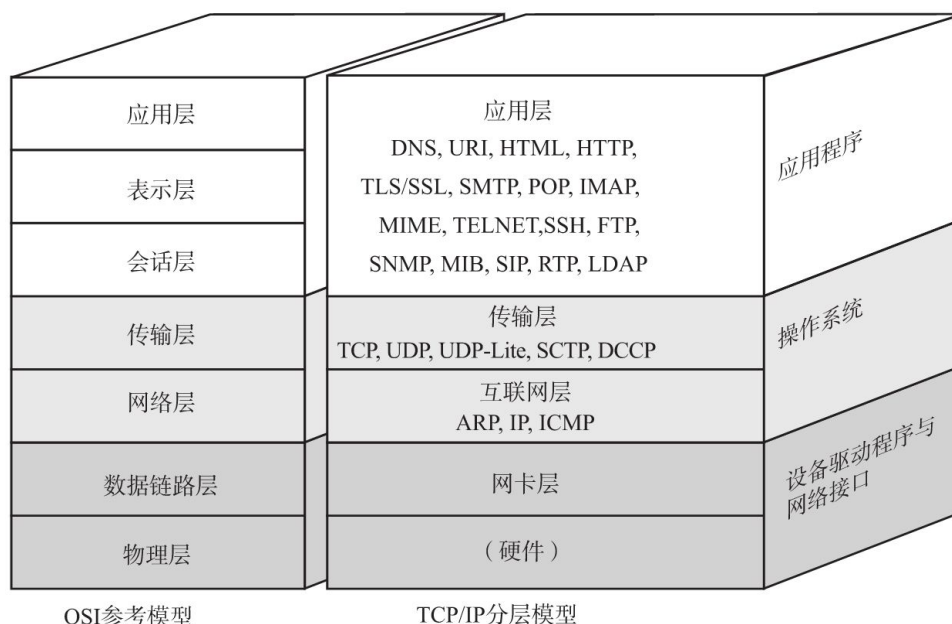 应用层
表示层
会话层
传输层
网络层
数据链路层
物理层
OSI参考模型
应用层
DNS, URI, HTML, HTTP,
TLS/SSL, SMTP, POP, IMAP,
MIME, TELNET,SSH, FTP,
SNMP, MIB, SIP, RTP, LDAP
传输层
TCP, UDP, UDP-Lite, SCTP, DCCP
互联网层
ARP, IP, ICMP
网卡层
（硬件）
TCP/IP分层模型
应用程序
操作系统
设备驱动程序与
网络接口